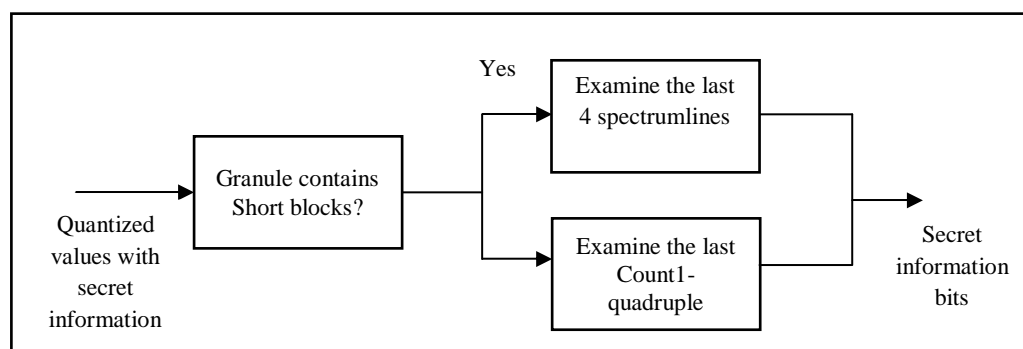 Quantized
values with
secret
information
Granule contains
Short blocks?
Yes
Examine the last
4 spectrumlines
Examine the last
Count1-
quadruple
Secret
information
bits